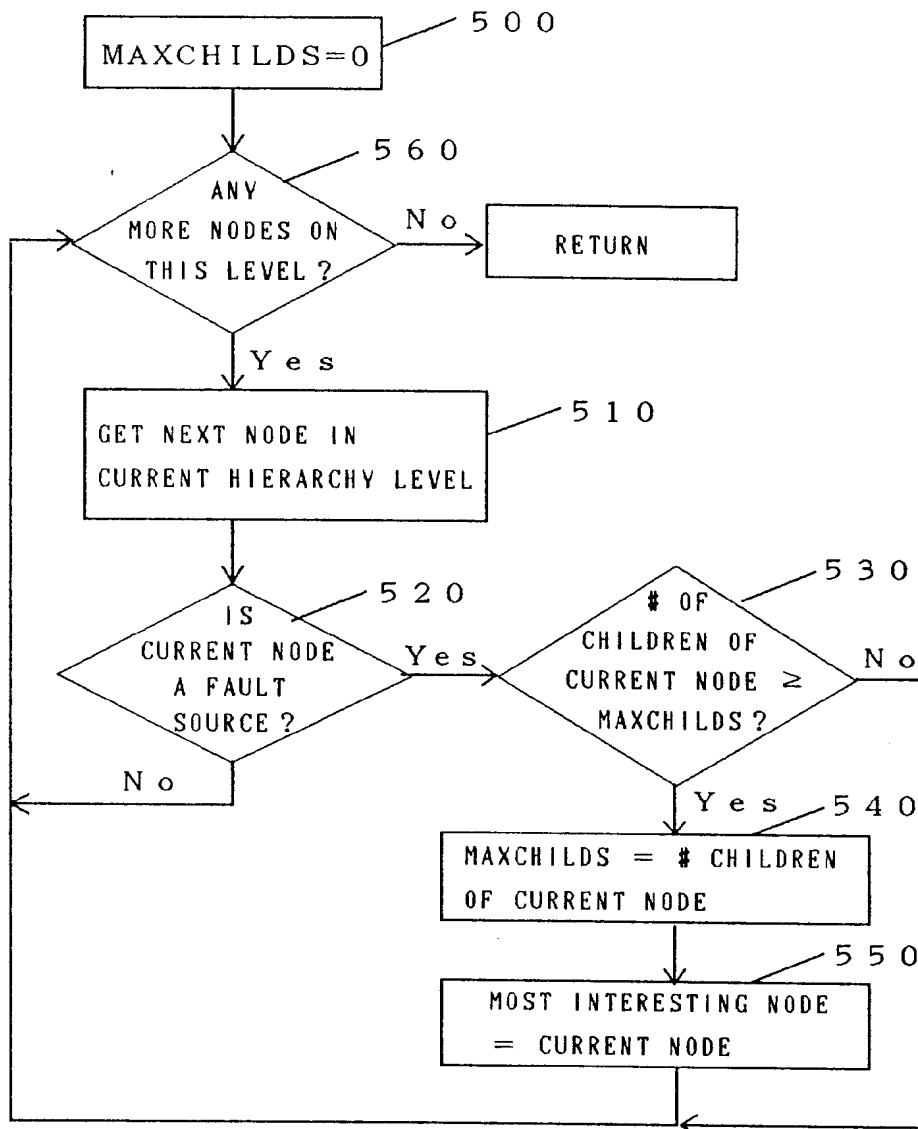 500
MAXCHILDS=0
560
ANY
MORE NODES ON
THIS LEVEL?
No
RETURN
Yes
510
GET NEXT NODE IN
CURRENT HIERARCHY LEVEL
520
IS
CURRENT NODE
A FAULT
SOURCE?
Yes
No
530
# OF
CHILDREN OF
CURRENT NODE ≥
MAXCHILDS?
No
Yes
540
MAXCHILDS = # CHILDREN
OF CURRENT NODE
550
MOST INTERESTING NODE
= CURRENT NODE